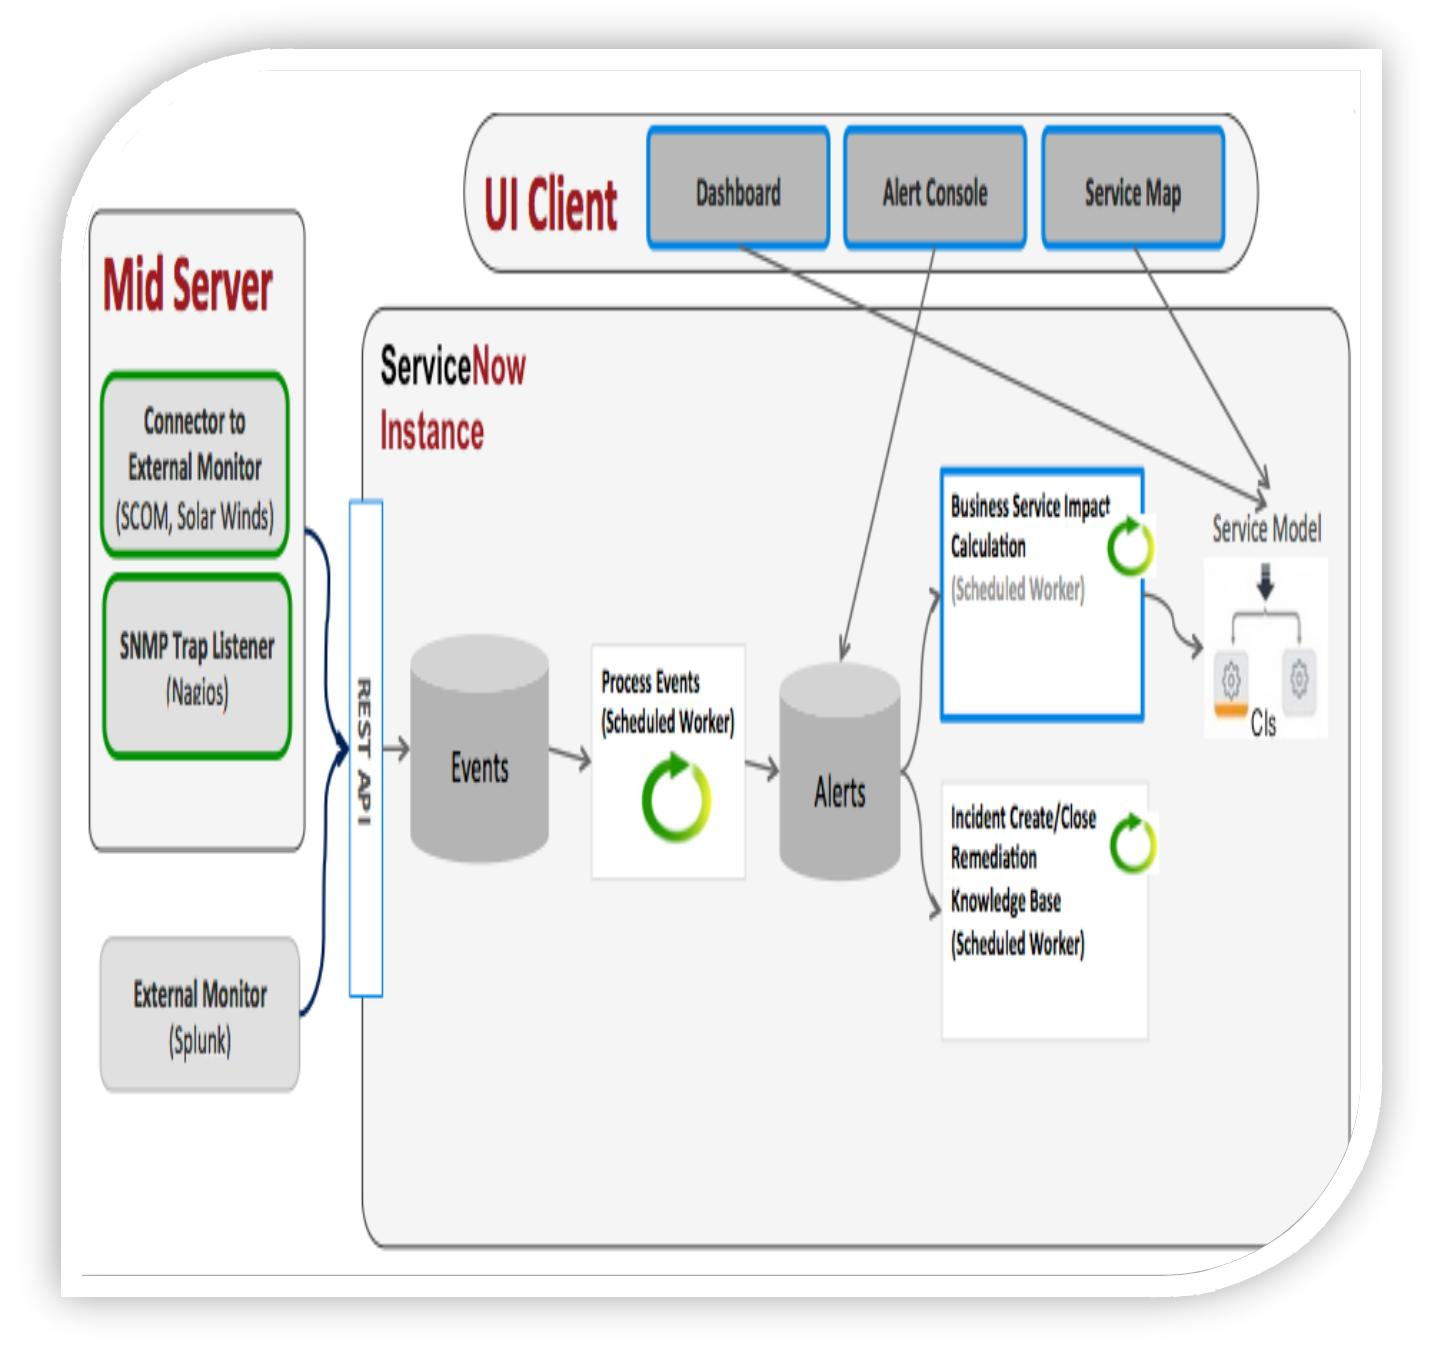 UI Client
Dashboard
Alert Console
Service Map
Mid Server
Connector to
External Monitor
(SCOM, Solar Winds)
SNMP Trap Listener
(Nagios)
External Monitor
(Splunk)
REST API
ServiceNow
Instance
Events
Process Events
(Scheduled Worker)
Alerts
Business Service Impact
Calculation
(Scheduled Worker)
Incident Create/Close
Remediation
Knowledge Base
(Scheduled Worker)
Service Model
CIs